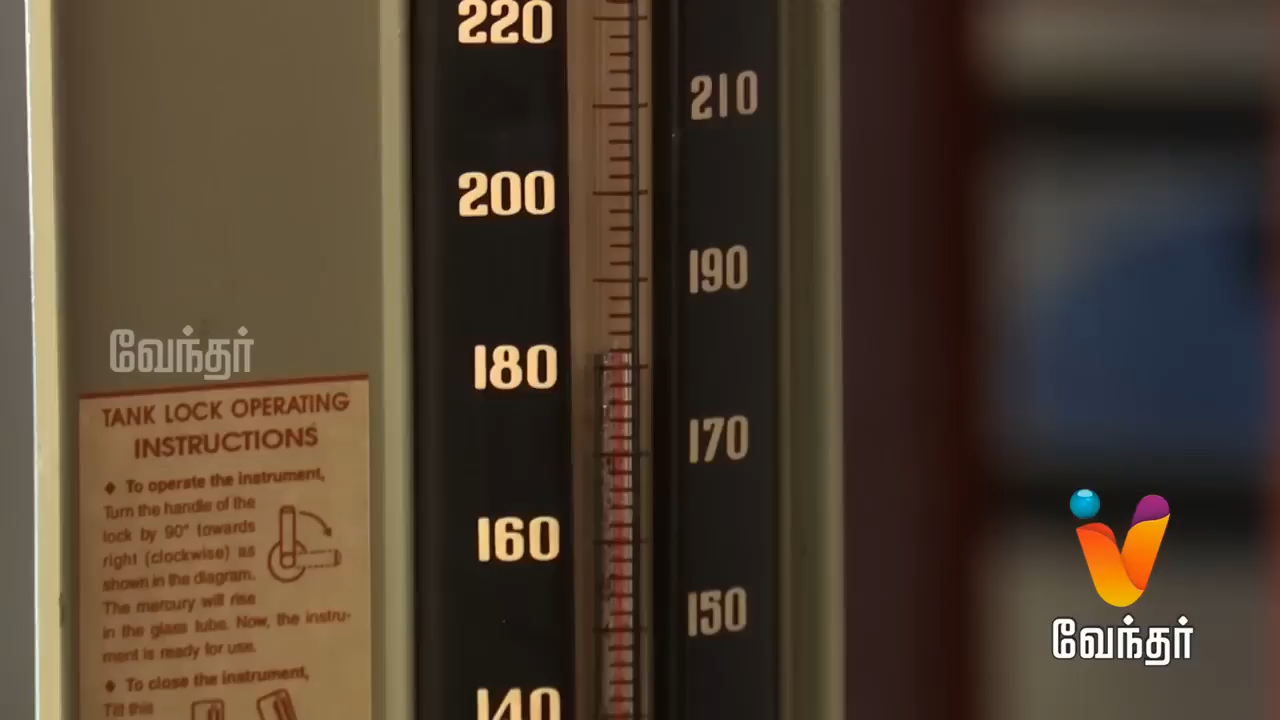 220
210
200
190
180
வேந்தர்
170
160
150
140
TANK LOCK OPERATING
INSTRUCTIONS
◆ To operate the instrument,
Turn the handle of the
lock by 90° towards
right (clockwise) as
shown in the diagram.
The mercury will rise
in the glass tube. Now, the instru-
ment is ready for use.
◆ To close the instrument,
Tilt this
வேந்தர்